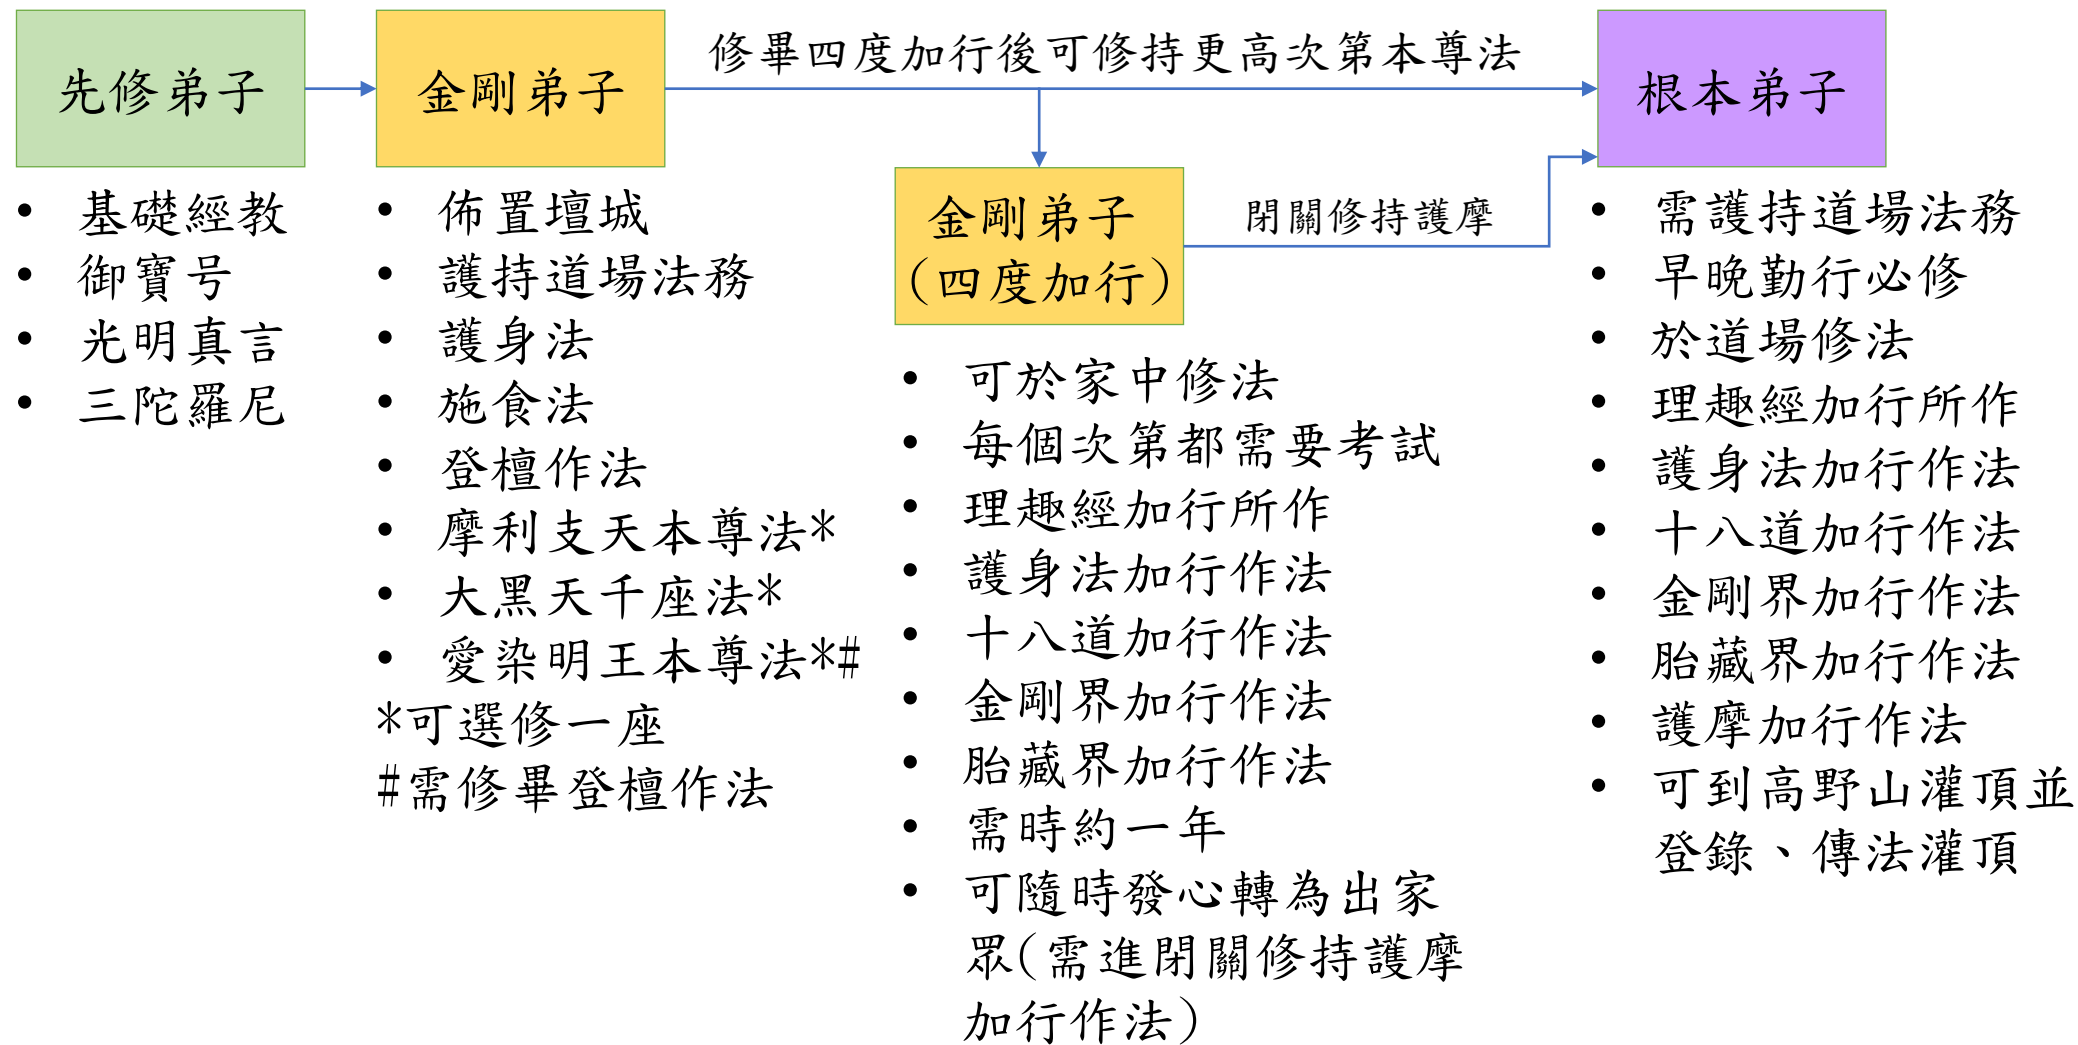 先修弟子
金剛弟子
修畢四度加行後可修持更高次第本尊法
根本弟子
• 基礎經教
• 御寶号
• 光明真言
• 三陀羅尼
• 佈置壇城
• 護持道場法務
• 護身法
• 施食法
• 登檀作法
• 摩利支天本尊法*
• 大黑天千座法*
• 愛染明王本尊法*#
*可選修一座
#需修畢登檀作法
金剛弟子
(四度加行)
閉關修持護摩
• 可於家中修法
• 每個次第都需要考試
• 理趣經加行所作
• 護身法加行作法
• 十八道加行作法
• 金剛界加行作法
• 胎藏界加行作法
• 需時約一年
• 可隨時發心轉為出家
眾(需進閉關修持護摩
加行作法)
• 需護持道場法務
• 早晚勤行必修
• 於道場修法
• 理趣經加行所作
• 護身法加行作法
• 十八道加行作法
• 金剛界加行作法
• 胎藏界加行作法
• 護摩加行作法
• 可到高野山灌頂並
登錄、傳法灌頂